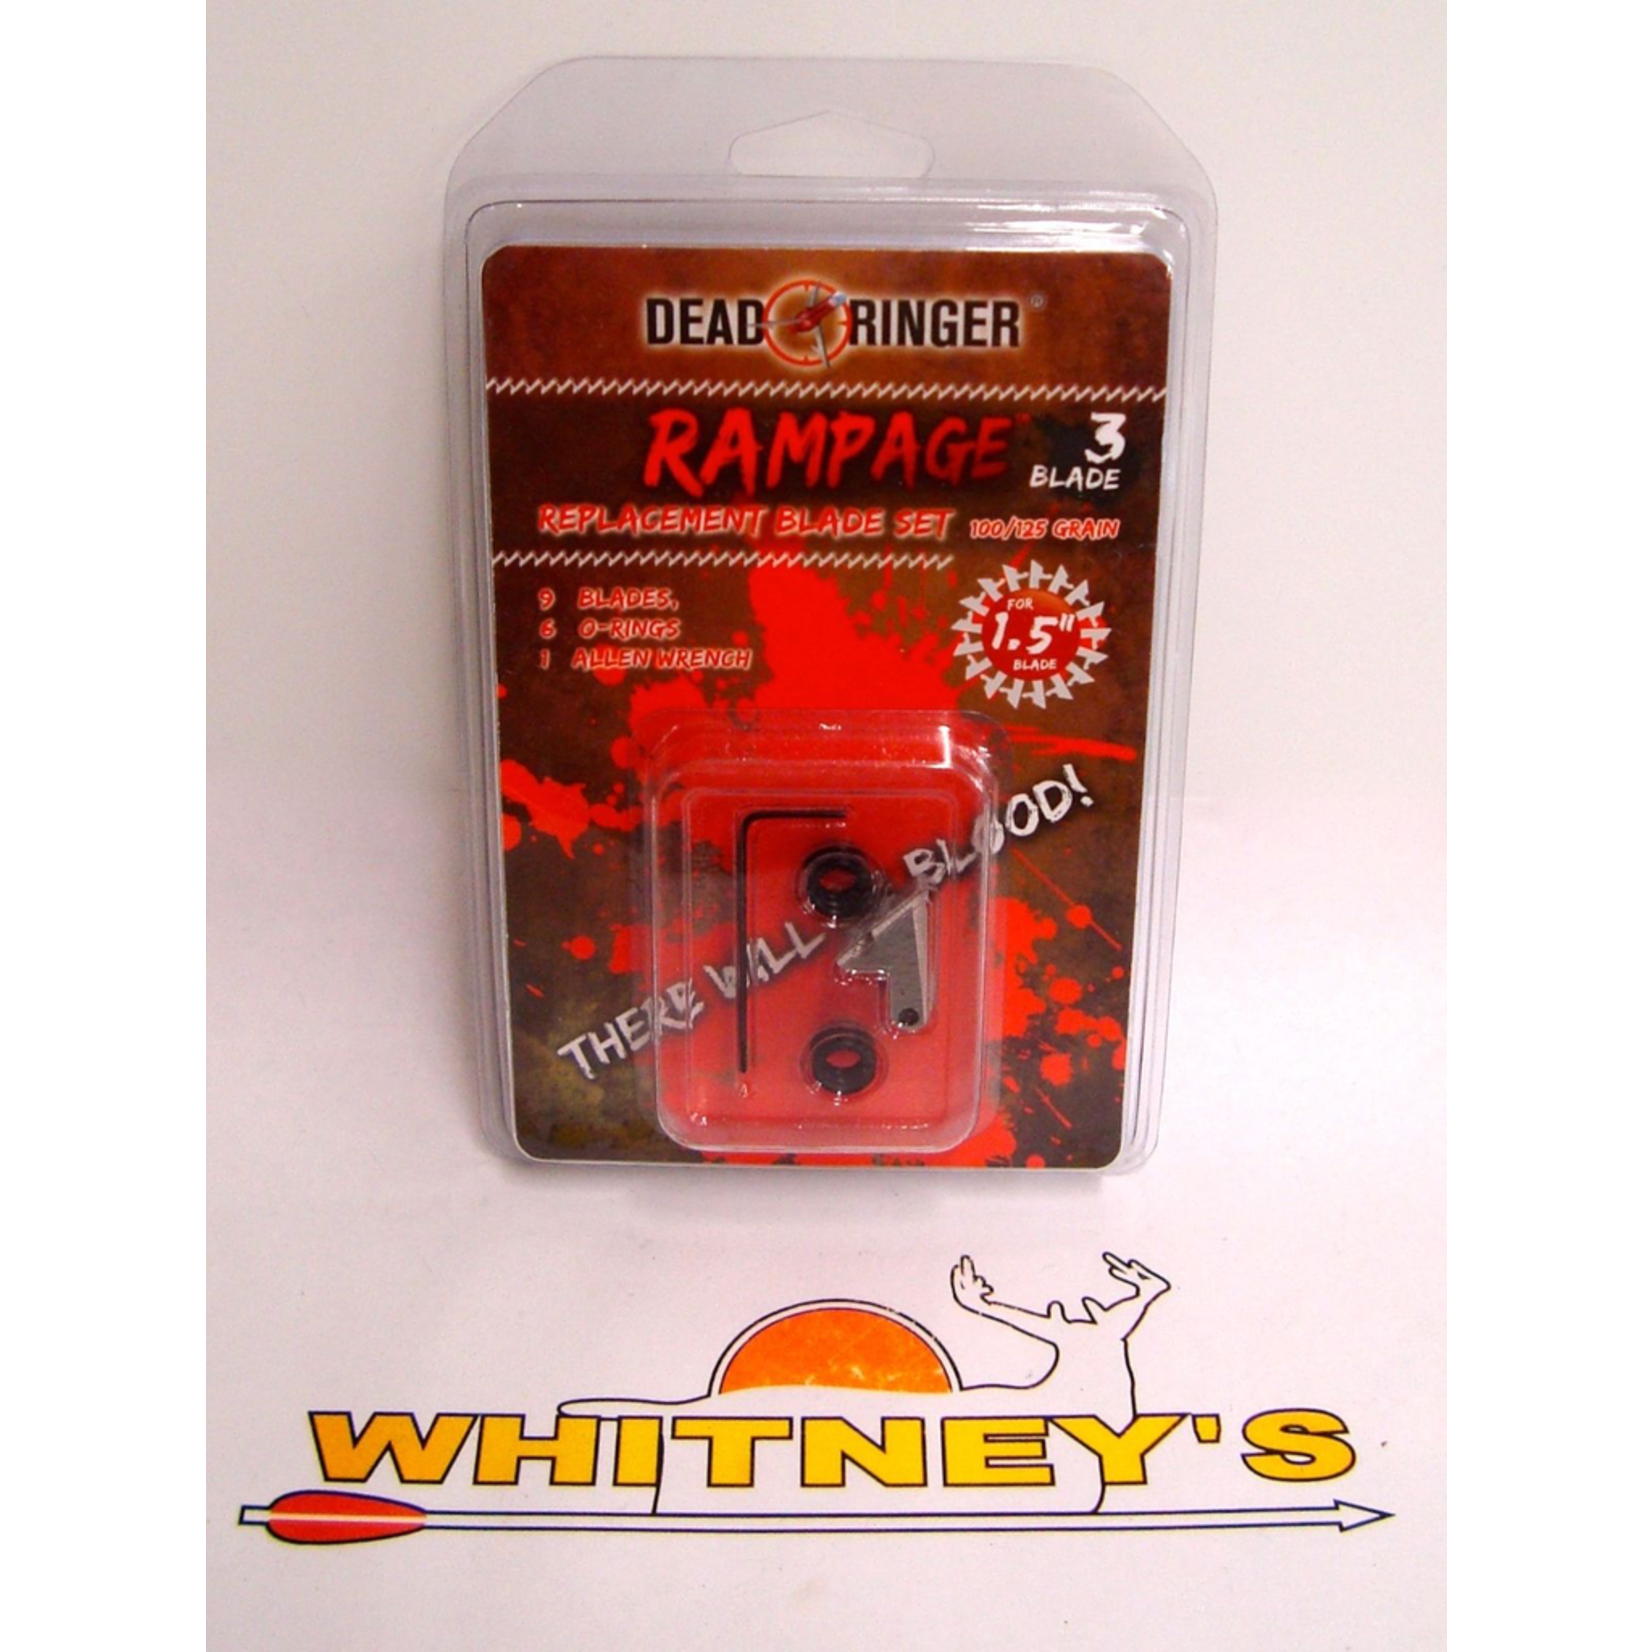 DEAD RINGER®
RAMPAGE™
3
BLADE
REPLACEMENT BLADE SET 100/125 GRAIN
9 BLADES,
6 O-RINGS
1 ALLEN WRENCH
FOR
1.5"
BLADE
THERE WILL BLOOD!
WHITNEY'S